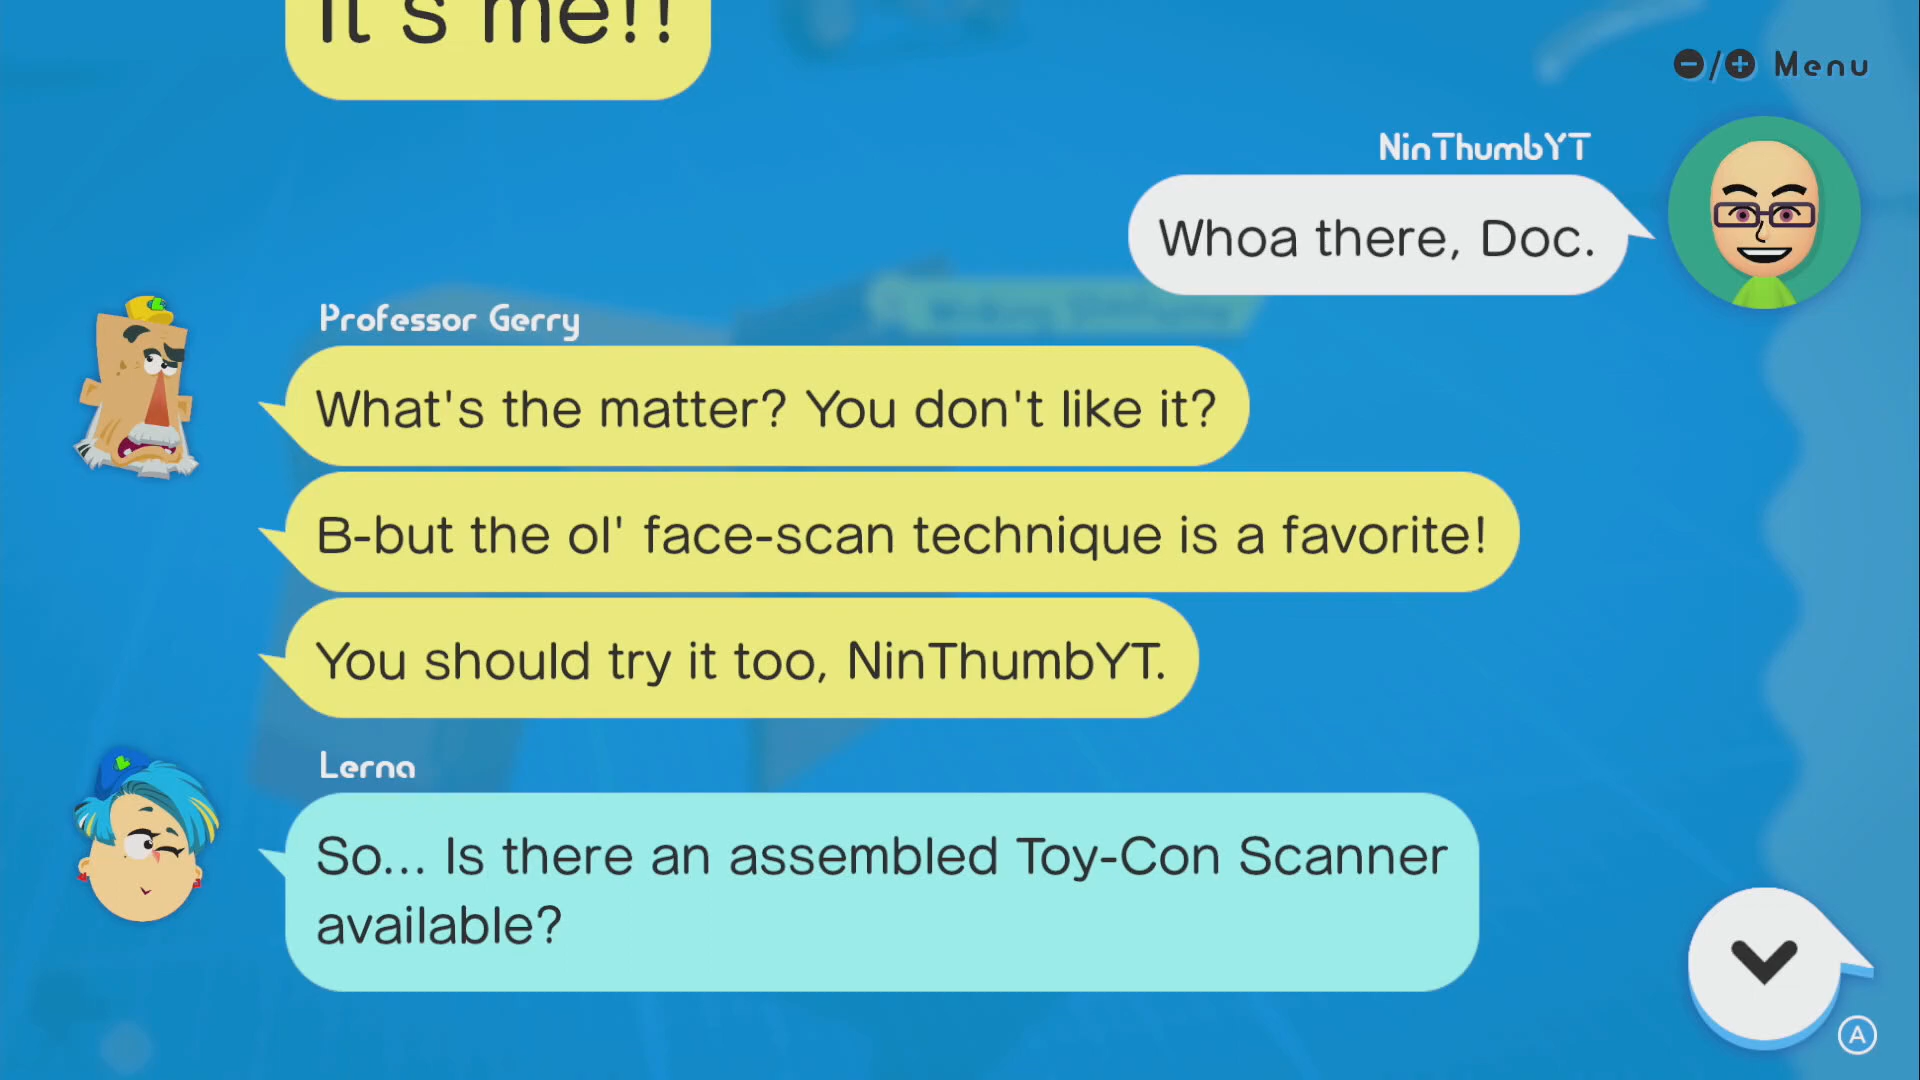 it's me!!
Menu
NinThumbYT
Whoa there, Doc.
Professor Gerry
What's the matter? You don't like it?
B-but the ol' face-scan technique is a favorite!
You should try it too, NinThumbYT.
Lerna
So... Is there an assembled Toy-Con Scanner
available?
A